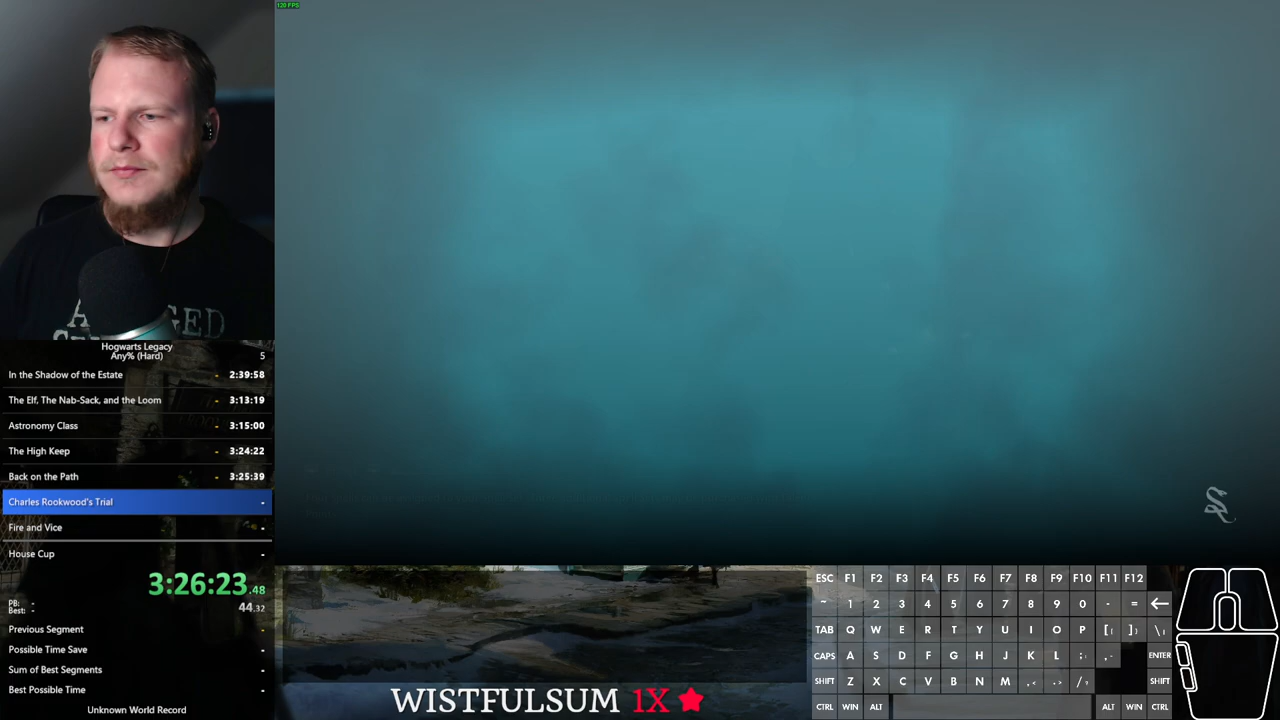 120 FPS
Hogwarts Legacy
Any% (Hard) 5
In the Shadow of the Estate - 2:39:58
The Elf, The Nab-Sack, and the Loom - 3:13:19
Astronomy Class - 3:15:00
The High Keep - 3:24:22
Back on the Path - 3:25:39
Charles Rookwood's Trial -
Fire and Vice -
House Cup -
3:26:23.48
PB: -
Best: -
44.32
Previous Segment -
Possible Time Save -
Sum of Best Segments -
Best Possible Time -
Unknown World Record
WISTFULSUM 1X
ESC F1 F2 F3 F4 F5 F6 F7 F8 F9 F10 F11 F12
~ 1 2 3 4 5 6 7 8 9 0 - = ←
TAB Q W E R T Y U I O P [{ ]} \|
CAPS A S D F G H J K L ;: ENTER
SHIFT Z X C V B N M ,< .> /? SHIFT
CTRL WIN ALT ALT WIN CTRL